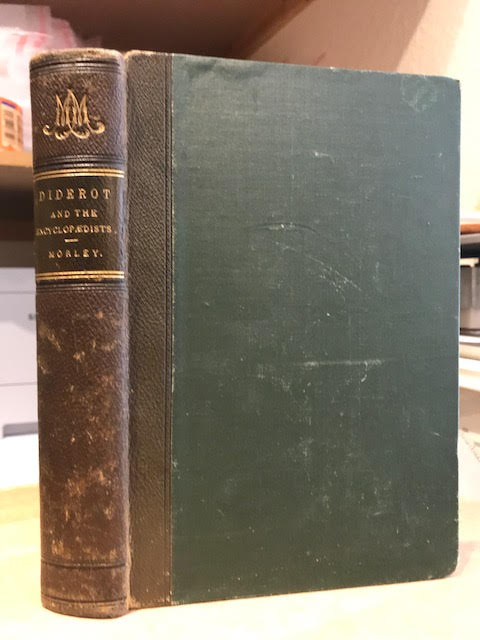 DIDEROT
AND THE
ENCYCLOPÆDISTS.
MORLEY.